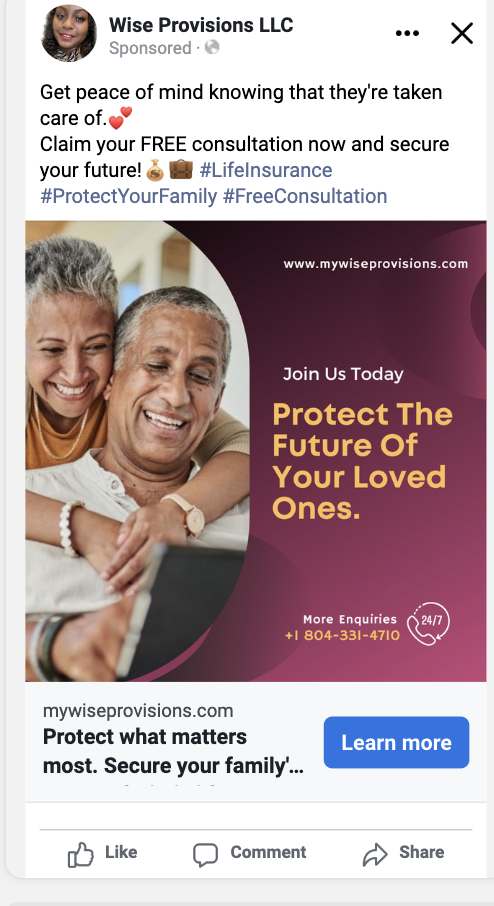 Wise Provisions LLC
Sponsored ·
Get peace of mind knowing that they're taken
care of.💕
Claim your FREE consultation now and secure
your future!💰💼 #LifeInsurance
#ProtectYourFamily #FreeConsultation
www.mywiseprovisions.com
Join Us Today
Protect The
Future Of
Your Loved
Ones.
More Enquiries
+1 804-331-4710
24/7
mywiseprovisions.com
Protect what matters
most. Secure your family'...
Learn more
Like
Comment
Share